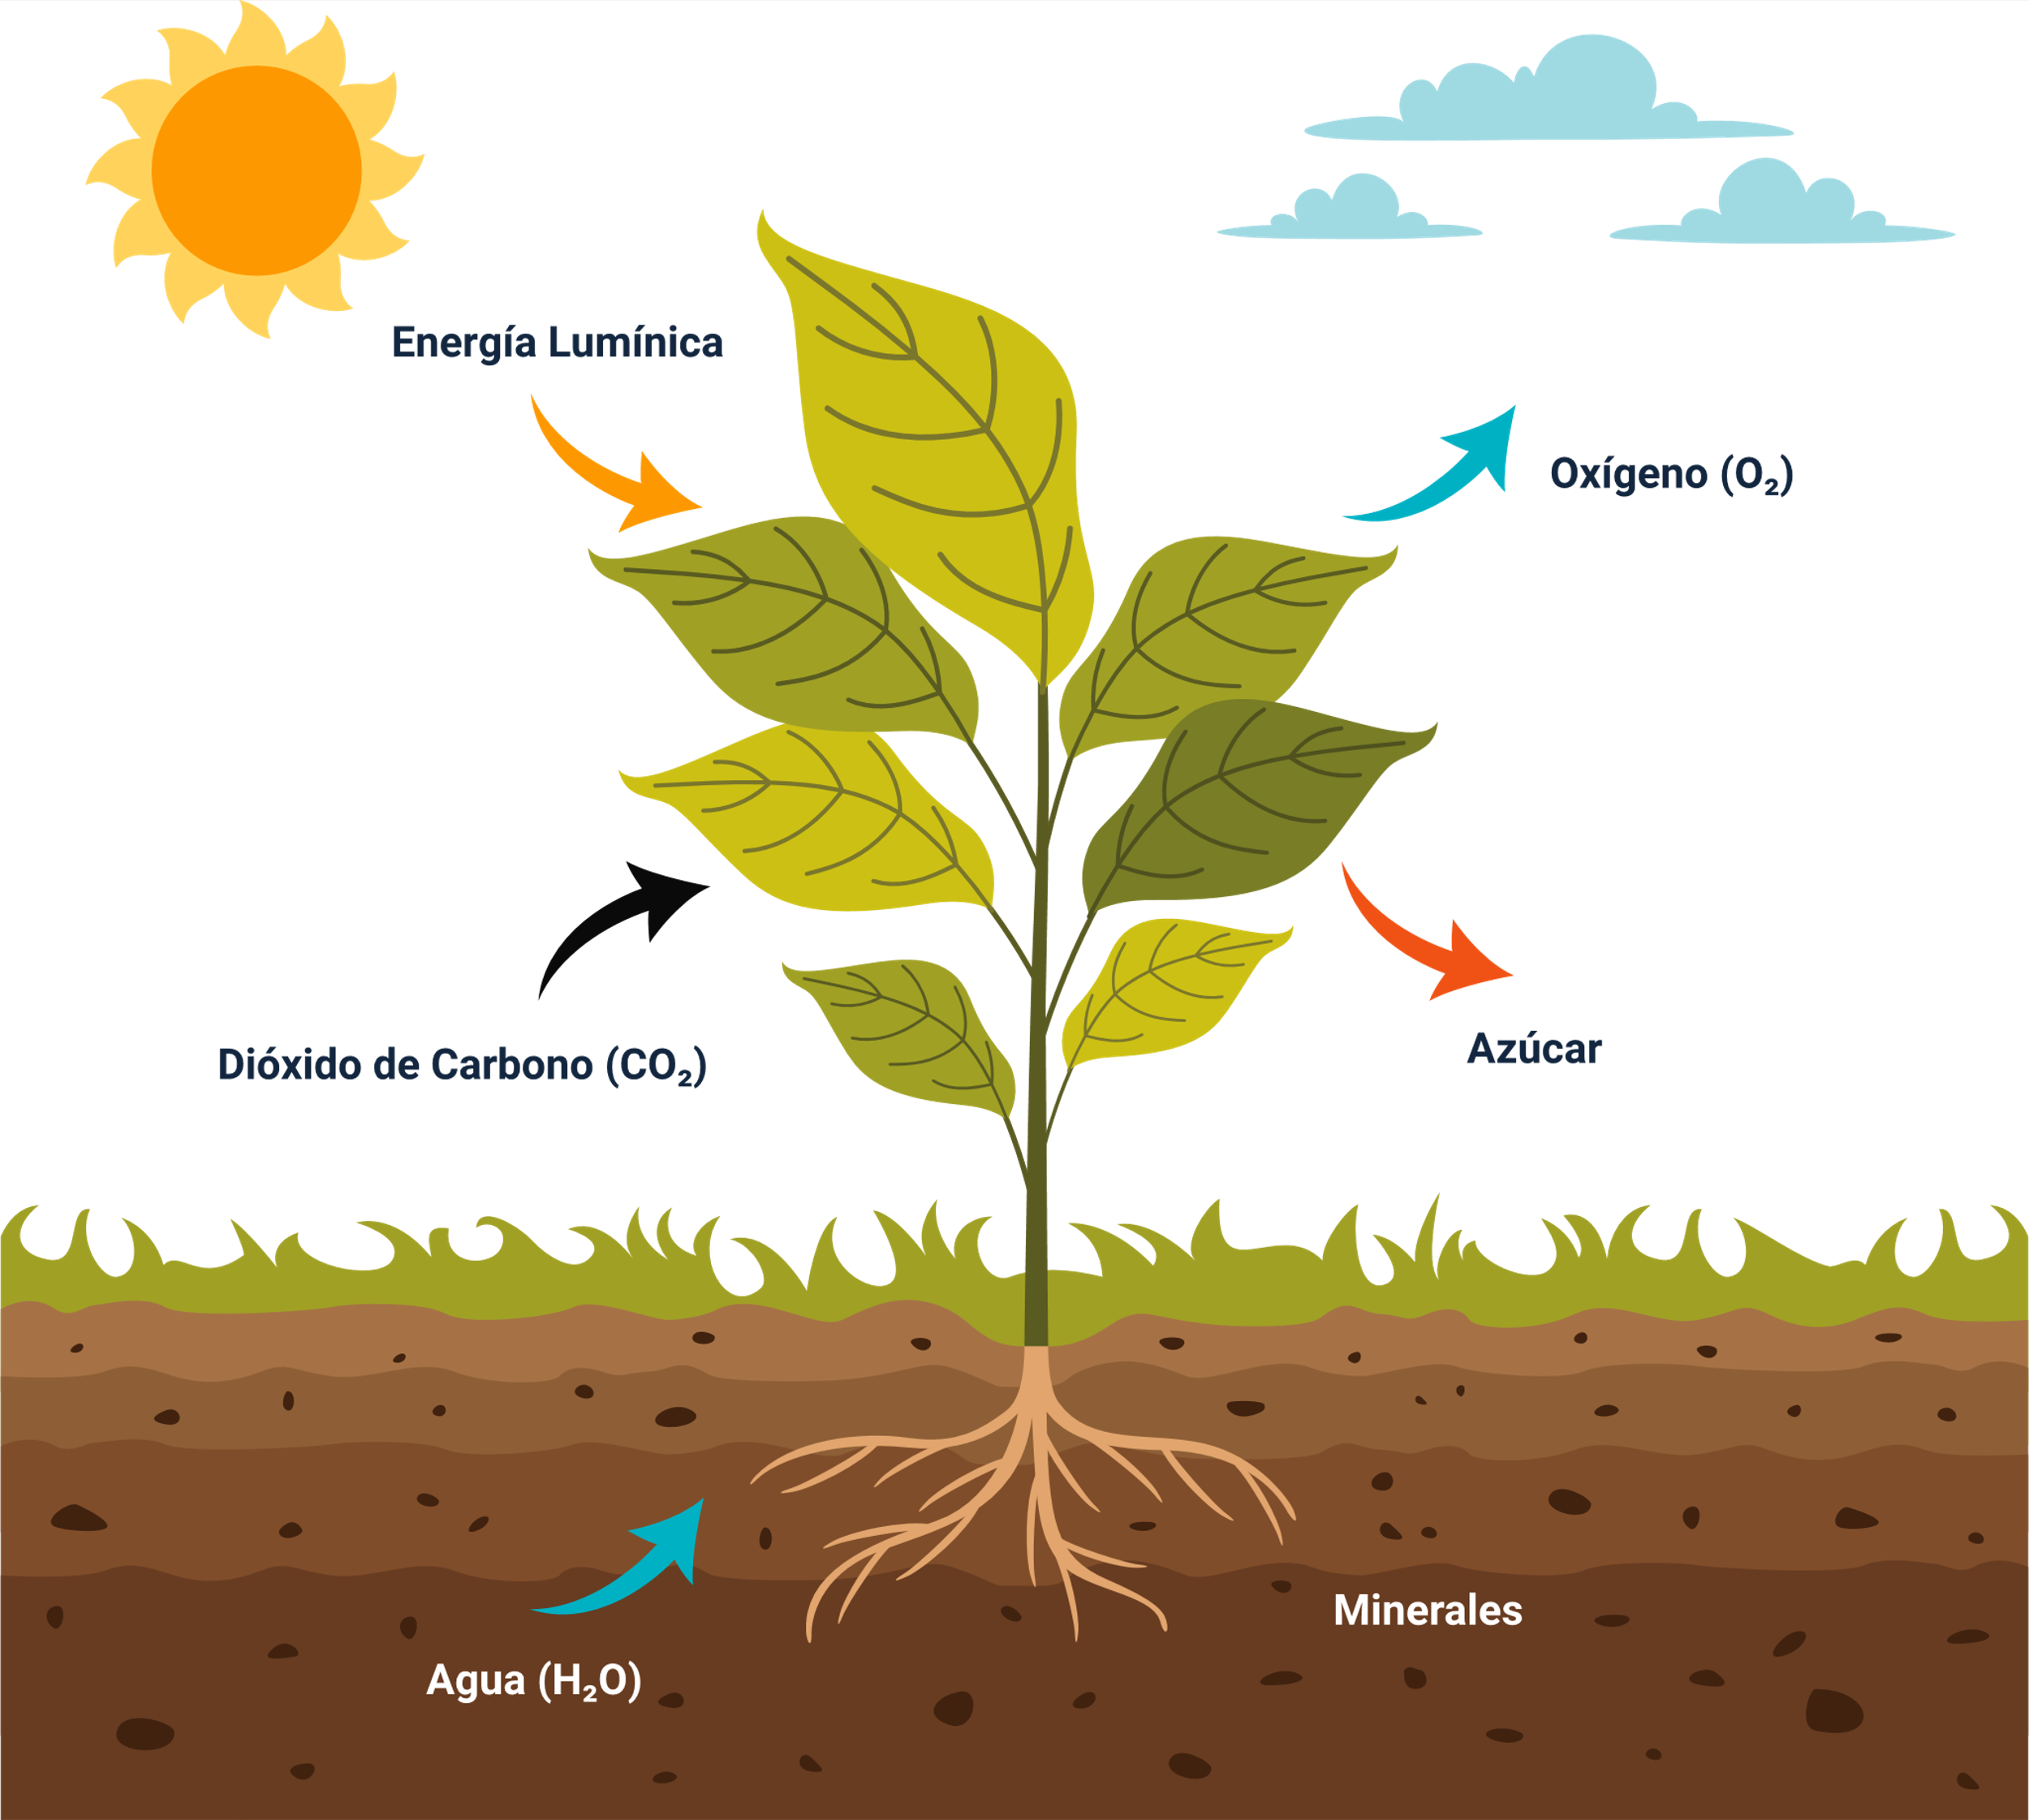 Energía Lumínica
Oxígeno (O₂)
Dióxido de Carbono (CO₂)
Azúcar
Minerales
Agua (H₂O)